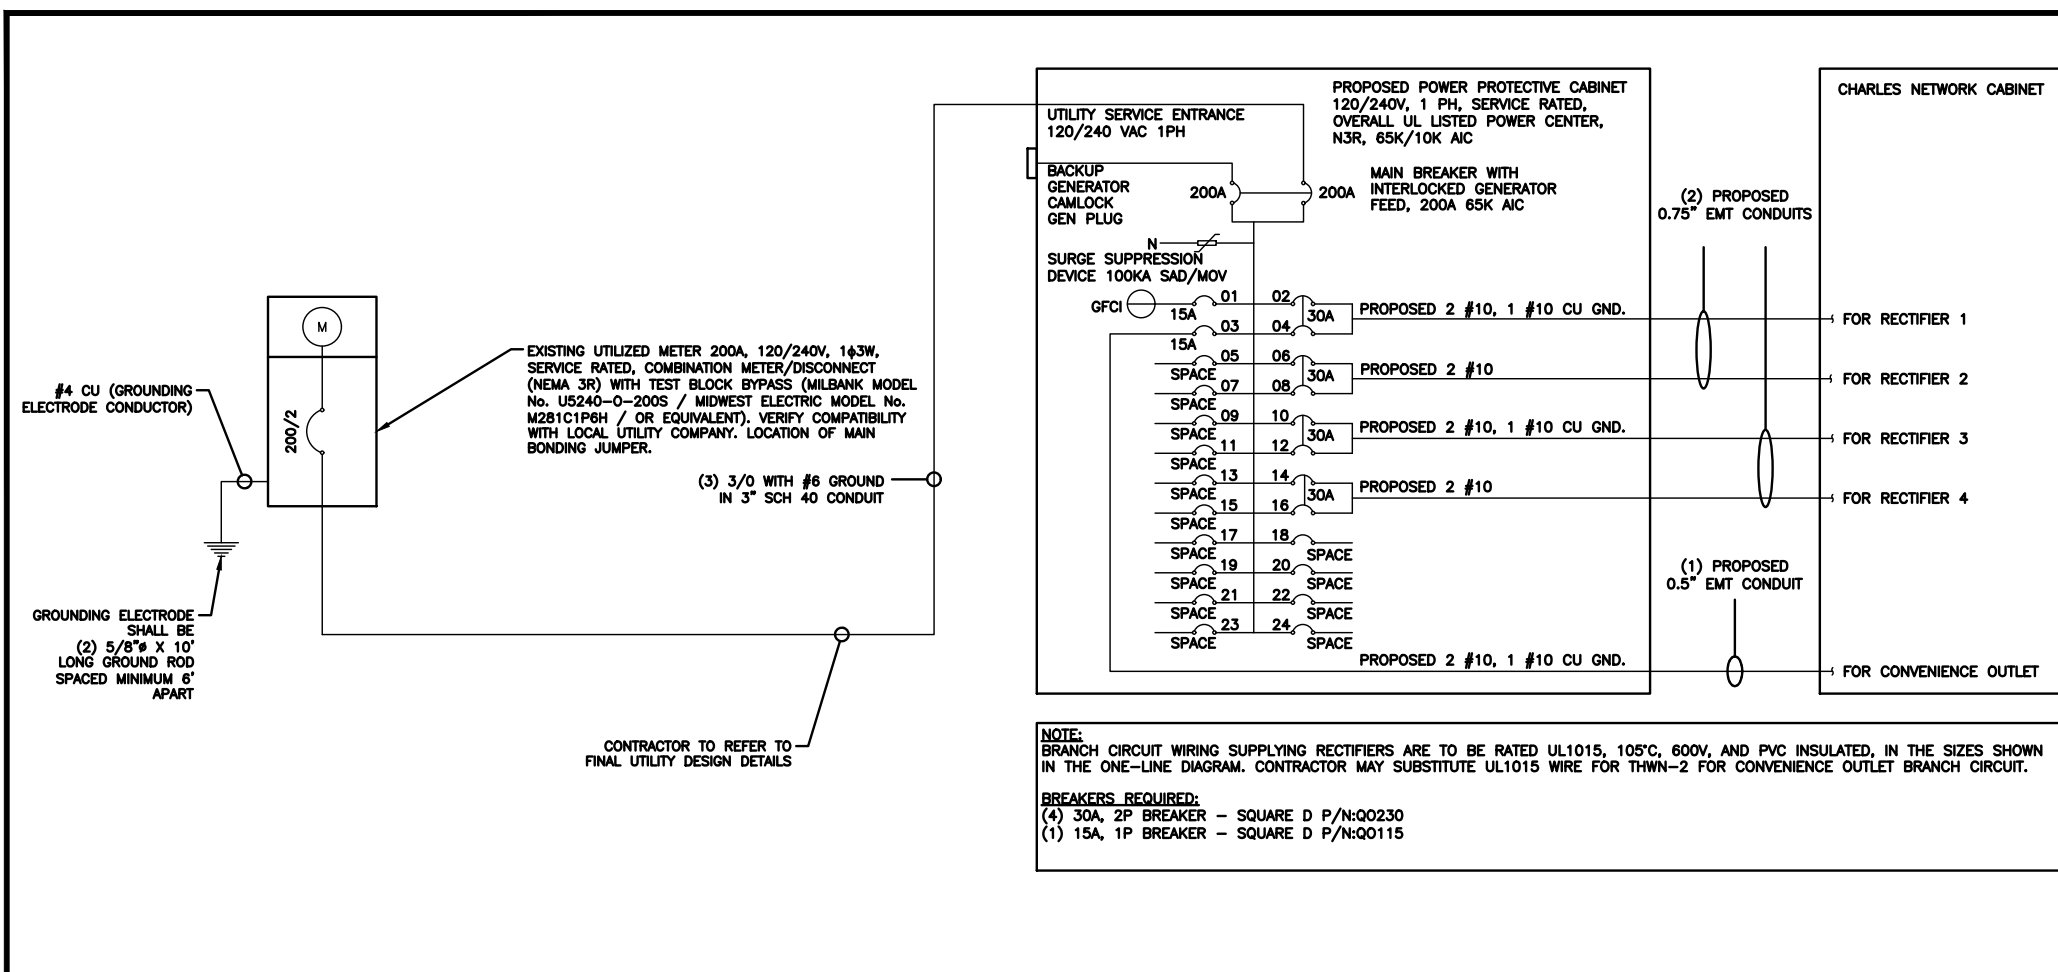 #4 CU (GROUNDING
ELECTRODE CONDUCTOR)
M
200/2
GROUNDING ELECTRODE
SHALL BE
(2) 5/8"ø X 10'
LONG GROUND ROD
SPACED MINIMUM 6'
APART
EXISTING UTILIZED METER 200A, 120/240V, 1ϕ3W,
SERVICE RATED, COMBINATION METER/DISCONNECT
(NEMA 3R) WITH TEST BLOCK BYPASS (MILBANK MODEL
No. U5240-O-200S / MIDWEST ELECTRIC MODEL No.
M281C1P6H / OR EQUIVALENT). VERIFY COMPATIBILITY
WITH LOCAL UTILITY COMPANY. LOCATION OF MAIN
BONDING JUMPER.
(3) 3/0 WITH #6 GROUND
IN 3" SCH 40 CONDUIT
CONTRACTOR TO REFER TO
FINAL UTILITY DESIGN DETAILS
UTILITY SERVICE ENTRANCE
120/240 VAC 1PH
PROPOSED POWER PROTECTIVE CABINET
120/240V, 1 PH, SERVICE RATED,
OVERALL UL LISTED POWER CENTER,
N3R, 65K/10K AIC
BACKUP
GENERATOR
CAMLOCK
GEN PLUG
200A
200A
MAIN BREAKER WITH
INTERLOCKED GENERATOR
FEED, 200A 65K AIC
N
SURGE SUPPRESSION
DEVICE 100KA SAD/MOV
GFCI
01 02
15A 30A
PROPOSED 2 #10, 1 #10 CU GND.
03 04
15A
05 06
SPACE 30A
PROPOSED 2 #10
07 08
SPACE
09 10
SPACE 30A
PROPOSED 2 #10, 1 #10 CU GND.
11 12
SPACE
13 14
SPACE 30A
PROPOSED 2 #10
15 16
SPACE
17 18
SPACE SPACE
19 20
SPACE SPACE
21 22
SPACE SPACE
23 24
SPACE SPACE
PROPOSED 2 #10, 1 #10 CU GND.
(2) PROPOSED
0.75" EMT CONDUITS
(1) PROPOSED
0.5" EMT CONDUIT
CHARLES NETWORK CABINET
FOR RECTIFIER 1
FOR RECTIFIER 2
FOR RECTIFIER 3
FOR RECTIFIER 4
FOR CONVENIENCE OUTLET
NOTE:
BRANCH CIRCUIT WIRING SUPPLYING RECTIFIERS ARE TO BE RATED UL1015, 105°C, 600V, AND PVC INSULATED, IN THE SIZES SHOWN
IN THE ONE-LINE DIAGRAM. CONTRACTOR MAY SUBSTITUTE UL1015 WIRE FOR THWN-2 FOR CONVENIENCE OUTLET BRANCH CIRCUIT.
BREAKERS REQUIRED:
(4) 30A, 2P BREAKER - SQUARE D P/N:QO230
(1) 15A, 1P BREAKER - SQUARE D P/N:QO115